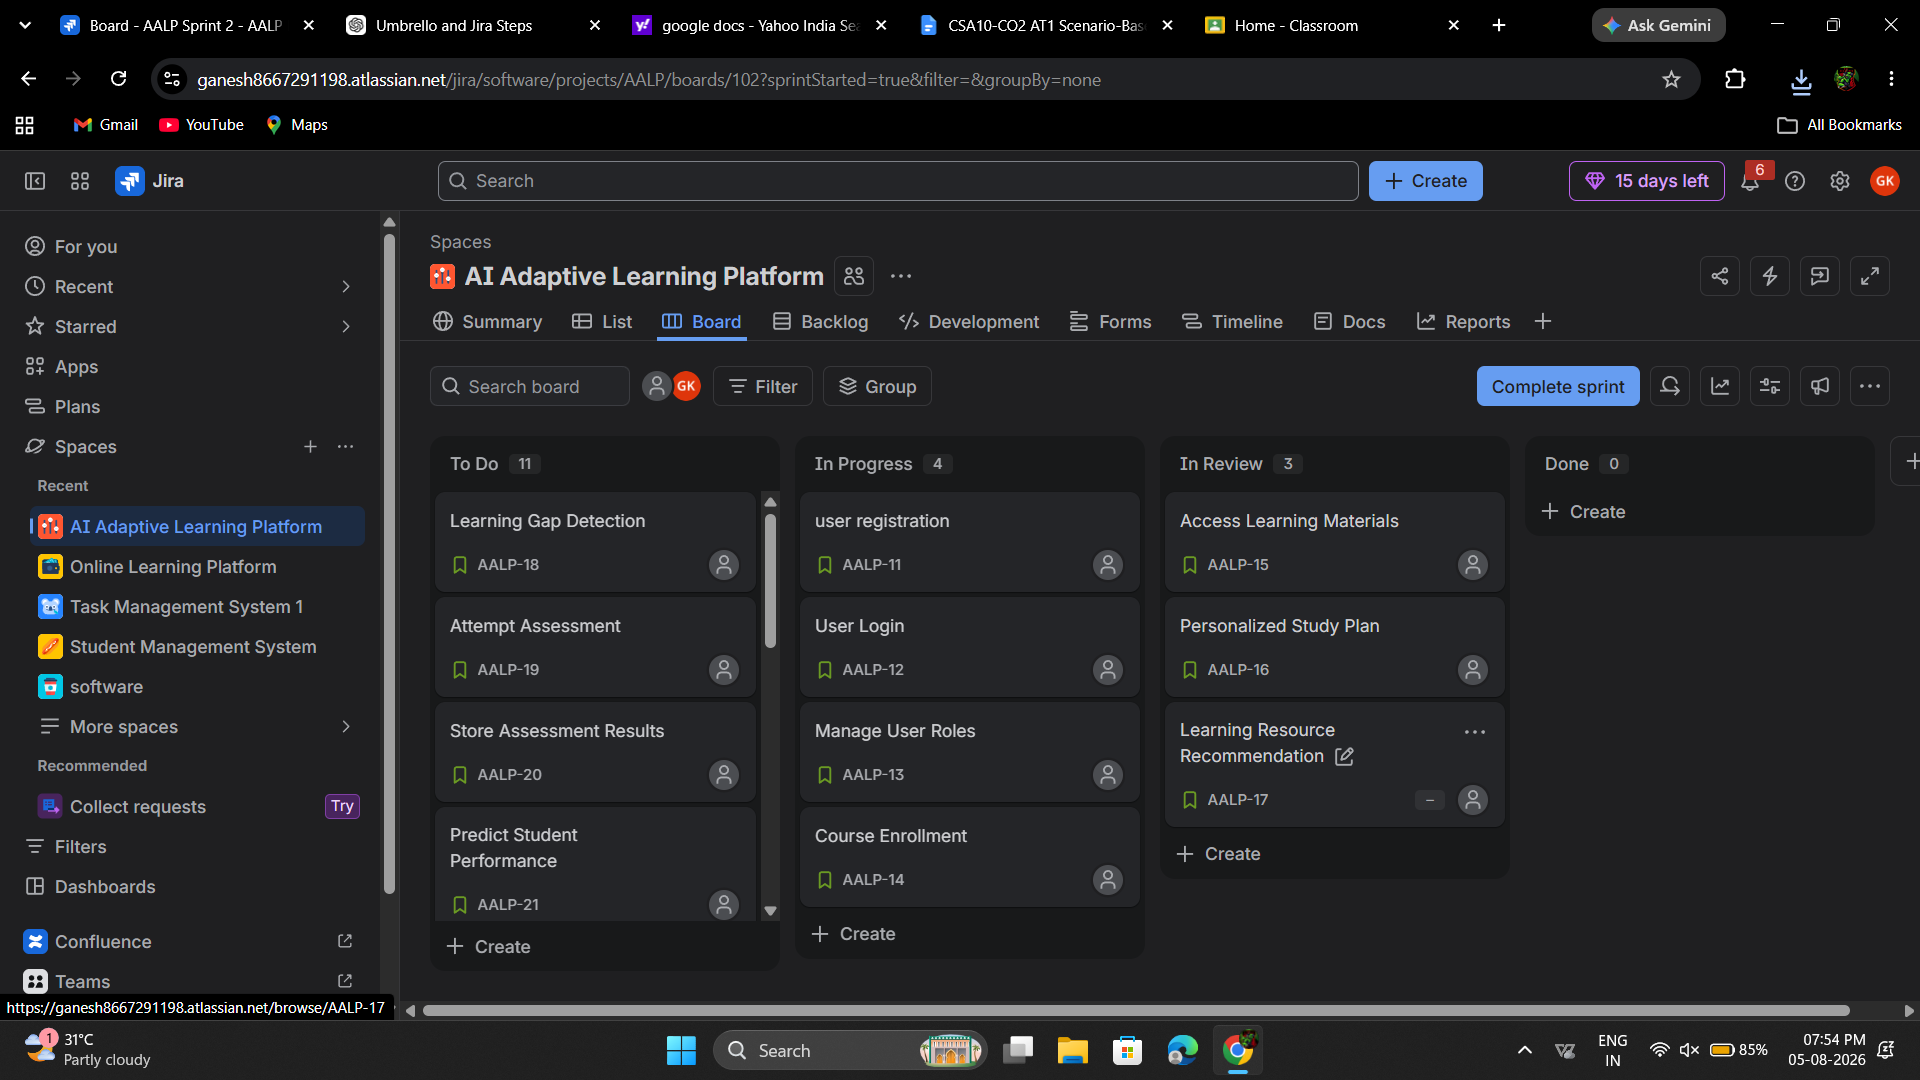 Board - AALP Sprint 2 - AALP
Umbrello and Jira Steps
google docs - Yahoo India Sea
CSA10-CO2 AT1 Scenario-Bas
Home - Classroom
Ask Gemini
ganesh8667291198.atlassian.net/jira/software/projects/AALP/boards/102?sprintStarted=true&filter=&groupBy=none
Gmail
YouTube
Maps
All Bookmarks
Jira
Search
Create
15 days left
6
GK
For you
Recent
Starred
Apps
Plans
Spaces
Recent
AI Adaptive Learning Platform
Online Learning Platform
Task Management System 1
Student Management System
software
More spaces
Recommended
Collect requests
Try
Filters
Dashboards
Confluence
Teams
https://ganesh8667291198.atlassian.net/browse/AALP-17
Spaces
AI Adaptive Learning Platform
Summary
List
Board
Backlog
Development
Forms
Timeline
Docs
Reports
Search board
GK
Filter
Group
Complete sprint
To Do 11
Learning Gap Detection
AALP-18
Attempt Assessment
AALP-19
Store Assessment Results
AALP-20
Predict Student
Performance
AALP-21
Create
In Progress 4
user registration
AALP-11
User Login
AALP-12
Manage User Roles
AALP-13
Course Enrollment
AALP-14
Create
In Review 3
Access Learning Materials
AALP-15
Personalized Study Plan
AALP-16
Learning Resource
Recommendation
AALP-17
Create
Done 0
Create
1
31°C
Partly cloudy
Search
ENG
IN
85%
07:54 PM
05-08-2026